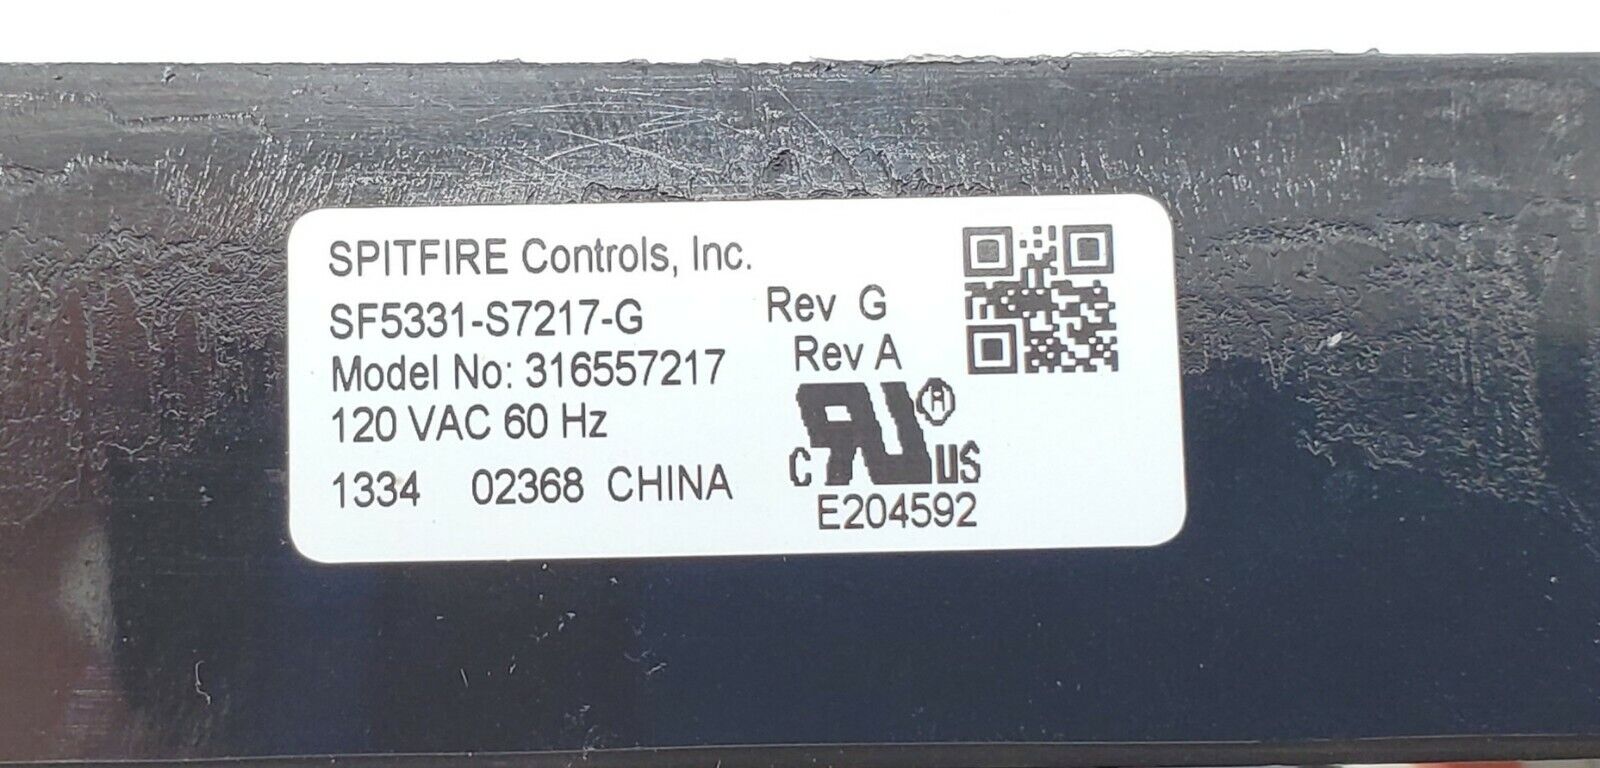 SPITFIRE Controls, Inc.
SF5331-S7217-G Rev G
Model No: 316557217 Rev A
120 VAC 60 Hz
1334 02368 CHINA
C RU US ®
E204592